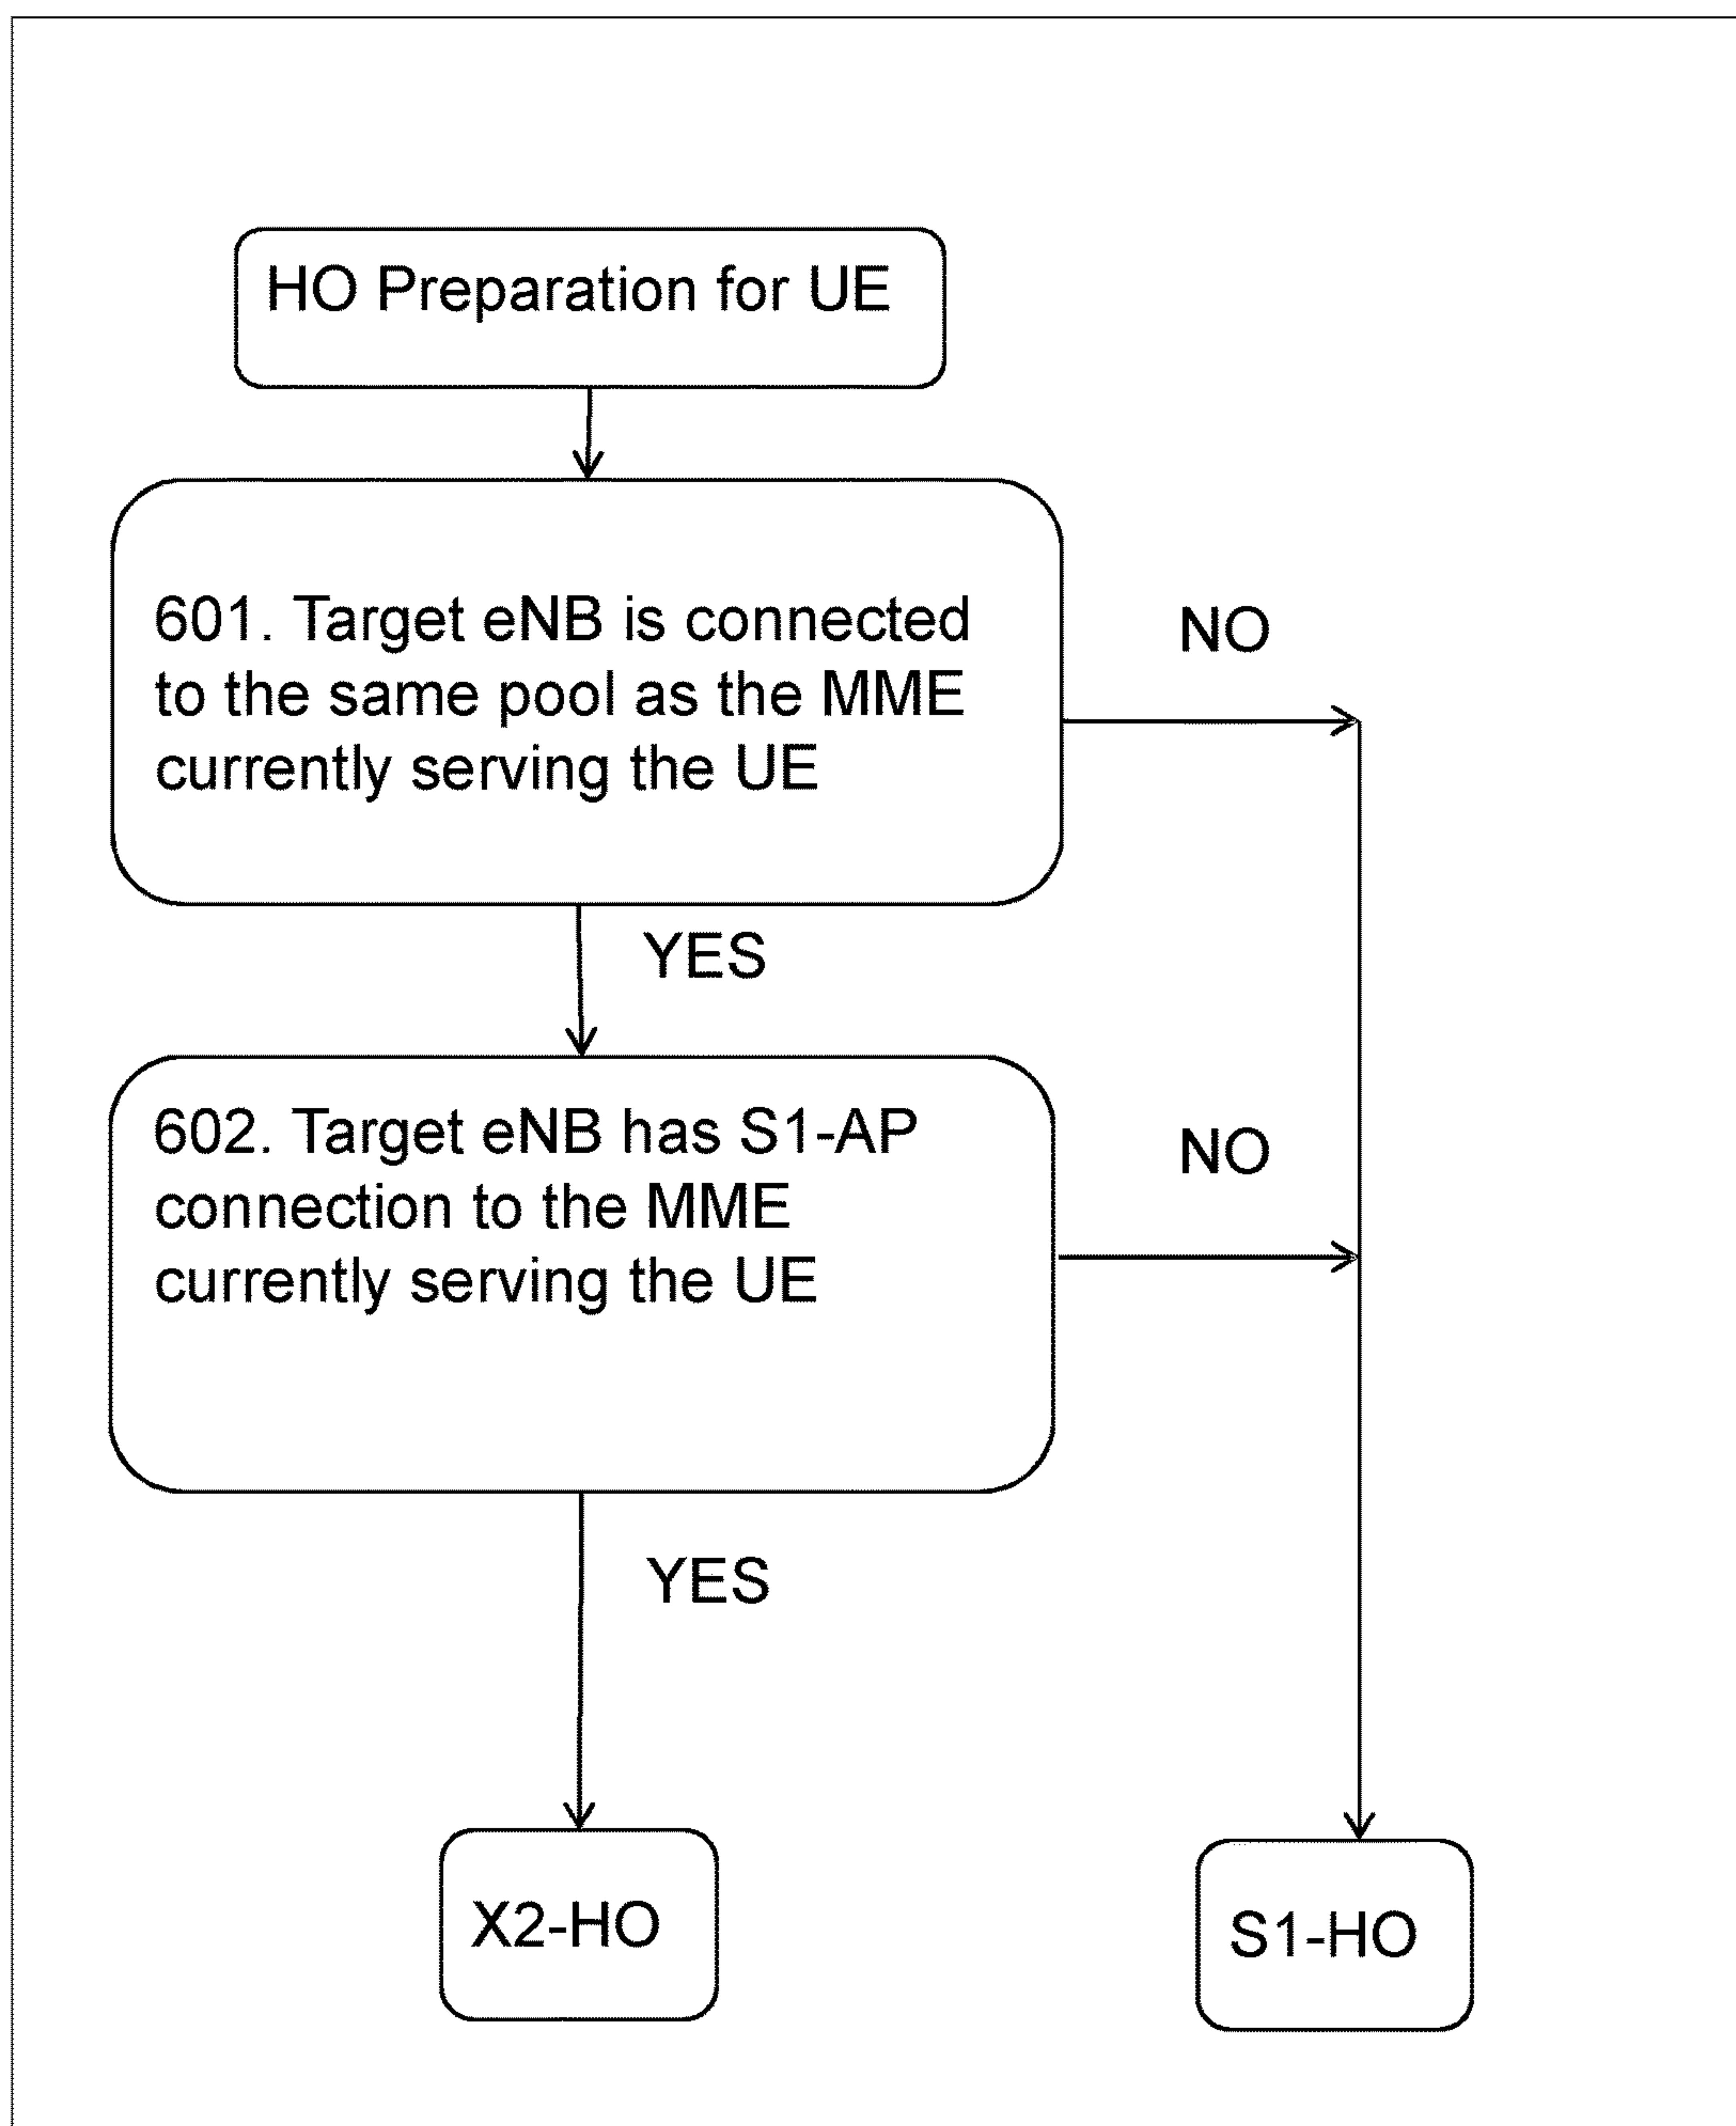 HO Preparation for UE
601. Target eNB is connected
to the same pool as the MME
currently serving the UE
NO
YES
602. Target eNB has S1-AP
connection to the MME
currently serving the UE
NO
YES
X2-HO
S1-HO